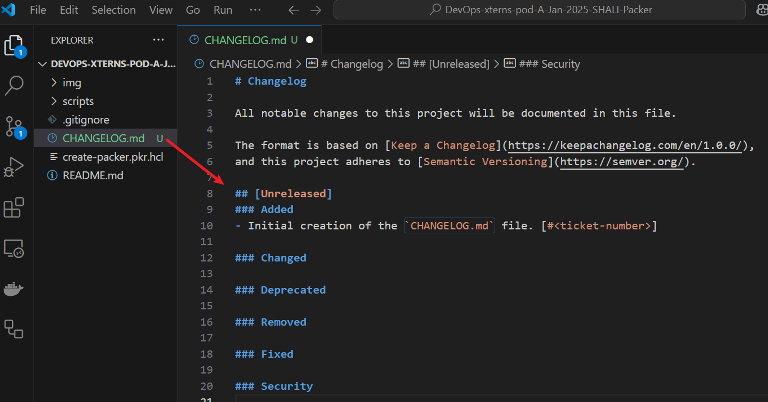 File Edit Selection View Go Run ··· DevOps-xterns-pod-A-Jan-2025-SHALI-Packer
EXPLORER ···
DEVOPS-XTERNS-POD-A-J...
img
scripts
.gitignore
CHANGELOG.md U
create-packer.pkr.hcl
README.md
1
1
CHANGELOG.md U
CHANGELOG.md > # Changelog > ## [Unreleased] > ### Security
1 # Changelog
2
3 All notable changes to this project will be documented in this file.
4
5 The format is based on [Keep a Changelog](https://keepachangelog.com/en/1.0.0/),
6 and this project adheres to [Semantic Versioning](https://semver.org/).
7
8 ## [Unreleased]
9 ### Added
10 - Initial creation of the `CHANGELOG.md` file. [#<ticket-number>]
11
12 ### Changed
13
14 ### Deprecated
15
16 ### Removed
17
18 ### Fixed
19
20 ### Security
21